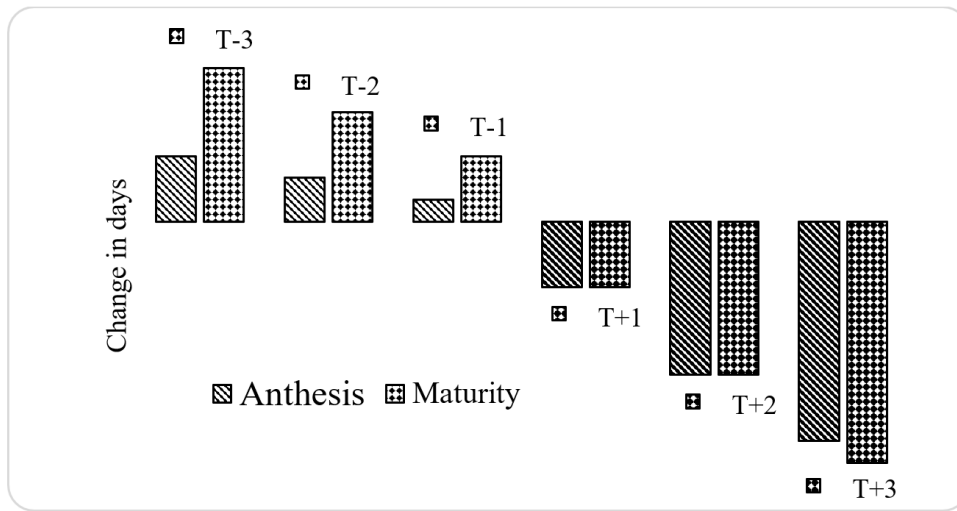 T-3
T-2
T-1
Change in days
T+1
Anthesis Maturity
T+2
T+3